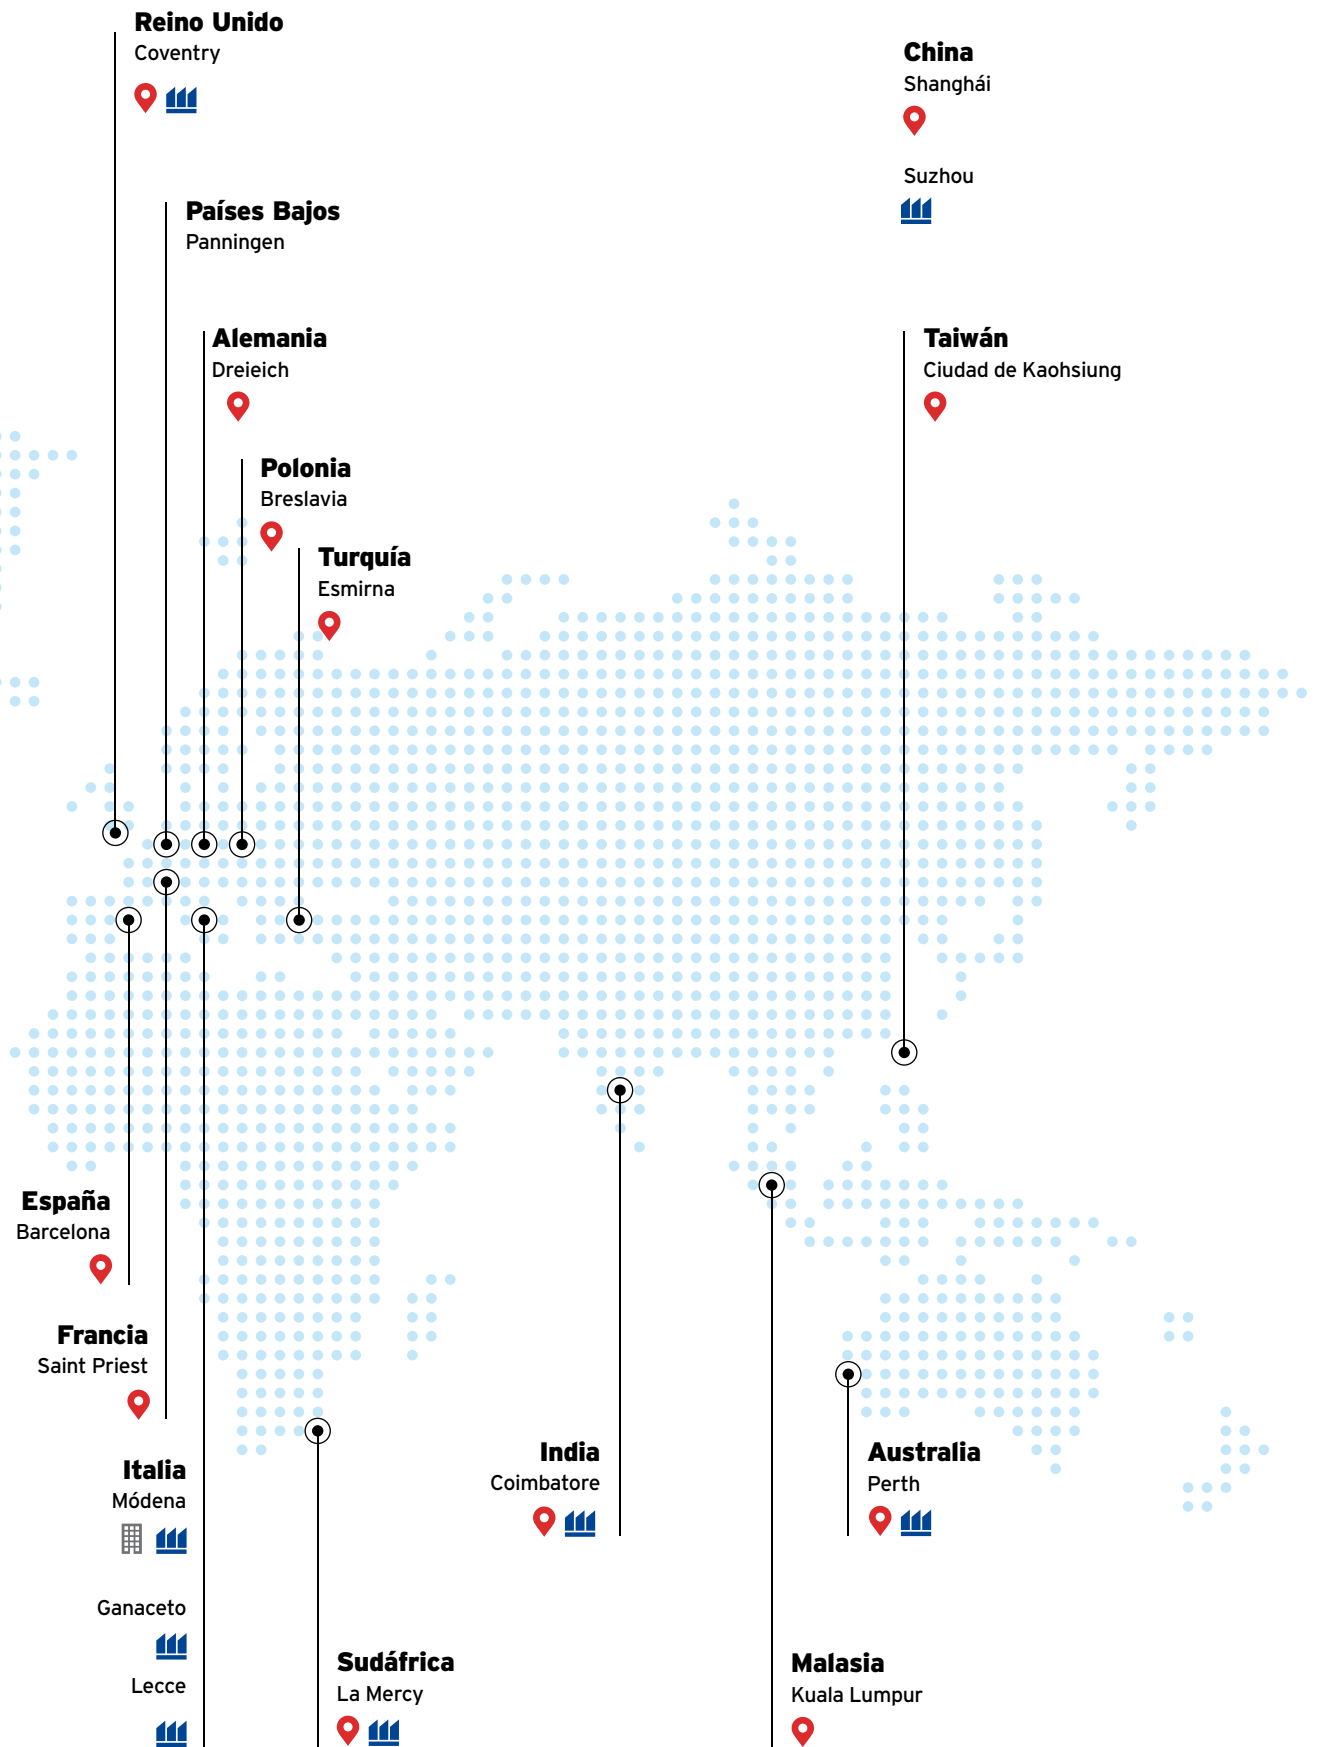 Reino Unido
Coventry
China
Shanghái
Suzhou
Países Bajos
Panningen
Alemania
Dreieich
Taiwán
Ciudad de Kaohsiung
Polonia
Breslavia
Turquía
Esmirna
España
Barcelona
Francia
Saint Priest
Italia
Módena
Ganaceto
Lecce
India
Coimbatore
Australia
Perth
Sudáfrica
La Mercy
Malasia
Kuala Lumpur